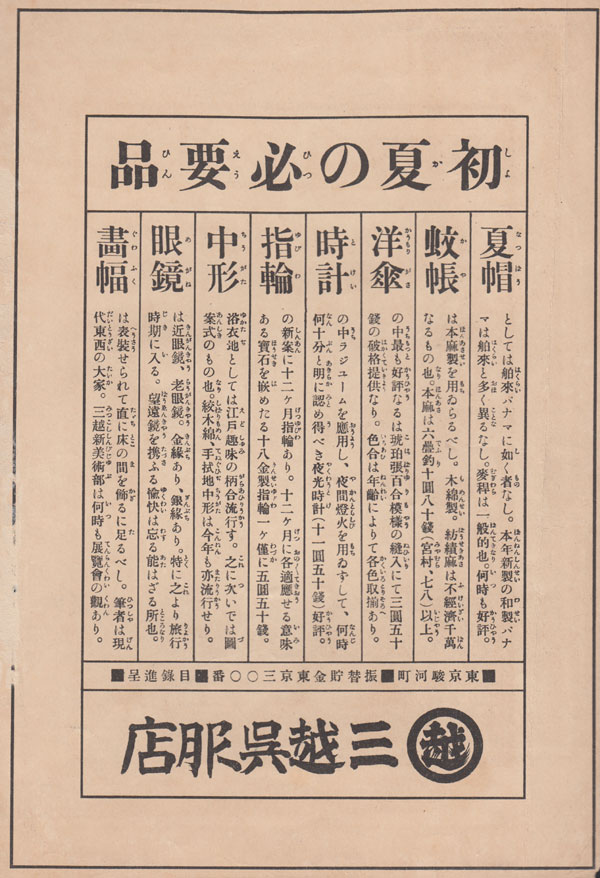 初夏の必要品
夏帽
としては舶來パナマに如く者なし。本年新製の和製パナ
マは舶來と多く異るなし。麥稈は一般的也。何時も好評。
蚊帳
は本麻製を用ゐらるべし。木綿製。紡績麻は不經濟千萬
なるもの也。本麻は六疊釣十圓八十錢(宮村、七八)以上。
洋傘
の中最も好評なるは琥珀張百合模樣の縫入にて三圓五十
錢の破格提供なり。色合は年齡によりて各色取揃あり。
時計
の中ラジユームを應用し、夜間燈火を用ゐずして、何時
何十分と明に認め得べき夜光時計(十一圓五十錢)好評。
指輪
の新案に十二ヶ月指輪あり。十二ヶ月に各適應せる意味
ある寶石を嵌めたる十八金製指輪一ヶ僅に五圓五十錢。
中形
浴衣地としては江戸趣味の柄合流行す。之に次いでは圖
案式のもの也。絞木綿、手拭地中形は今年も亦流行せり。
眼鏡
は近眼鏡、老眼鏡。金緣あり、銀緣あり。特に之より旅行
時期に入る。望遠鏡を携ふる愉快は忘る能はざる所也。
畫幅
は表裝せられて直に床の間を飾るに足るべし。筆者は現
代東西の大家。三越新美術部は何時も展覽會の觀あり。
東京駿河町 振替貯金東京三〇〇番 目錄進呈
越 三越呉服店